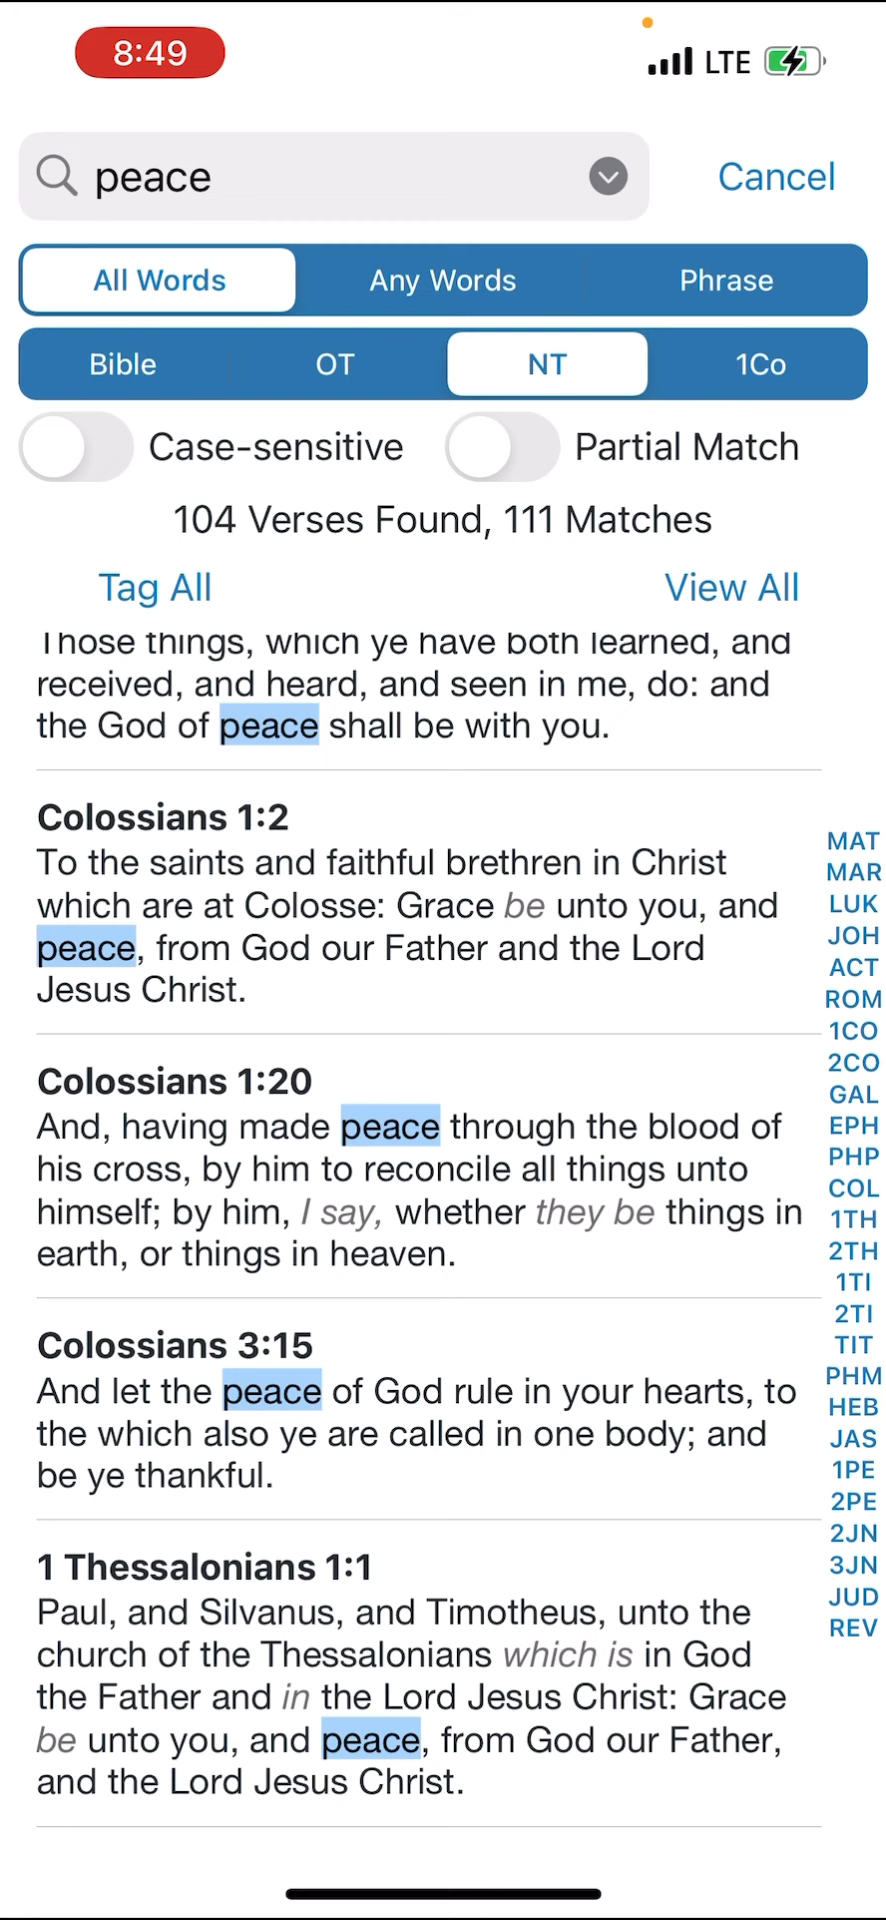 8:49
LTE
peace
Cancel
All Words
Any Words
Phrase
Bible
OT
NT
1Co
Case-sensitive
Partial Match
104 Verses Found, 111 Matches
Tag All
View All
Those things, which ye have both learned, and
received, and heard, and seen in me, do: and
the God of peace shall be with you.
Colossians 1:2
To the saints and faithful brethren in Christ
which are at Colosse: Grace be unto you, and
peace, from God our Father and the Lord
Jesus Christ.
Colossians 1:20
And, having made peace through the blood of
his cross, by him to reconcile all things unto
himself; by him, I say, whether they be things in
earth, or things in heaven.
Colossians 3:15
And let the peace of God rule in your hearts, to
the which also ye are called in one body; and
be ye thankful.
1 Thessalonians 1:1
Paul, and Silvanus, and Timotheus, unto the
church of the Thessalonians which is in God
the Father and in the Lord Jesus Christ: Grace
be unto you, and peace, from God our Father,
and the Lord Jesus Christ.
MAT
MAR
LUK
JOH
ACT
ROM
1CO
2CO
GAL
EPH
PHP
COL
1TH
2TH
1TI
2TI
TIT
PHM
HEB
JAS
1PE
2PE
2JN
3JN
JUD
REV